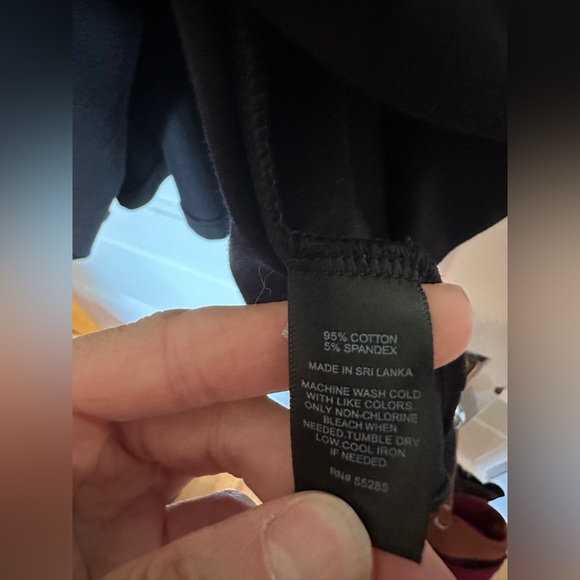 95% COTTON
5% SPANDEX
MADE IN SRI LANKA
MACHINE WASH COLD
WITH LIKE COLORS.
ONLY NON-CHLORINE
BLEACH WHEN
NEEDED.TUMBLE DRY
LOW.COOL IRON
IF NEEDED
RN# 55285